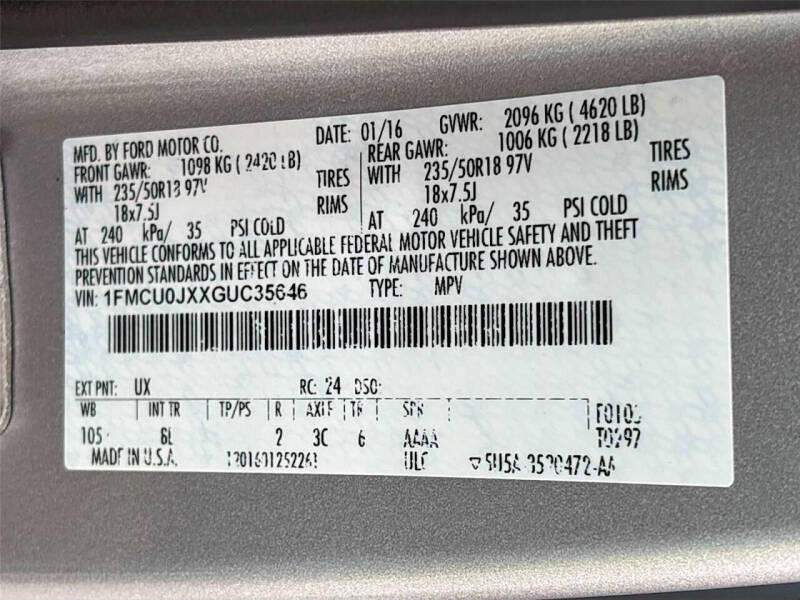 MFD. BY FORD MOTOR CO. DATE: 01/16 GVWR: 2096 KG ( 4620 LB)
FRONT GAWR: 1098 KG ( 2420 LB) REAR GAWR: 1006 KG ( 2218 LB)
WITH 235/50R18 97V TIRES WITH 235/50R18 97V TIRES
18x7.5J RIMS 18x7.5J RIMS
AT 240 kPa/ 35 PSI COLD AT 240 kPa/ 35 PSI COLD
THIS VEHICLE CONFORMS TO ALL APPLICABLE FEDERAL MOTOR VEHICLE SAFETY AND THEFT
PREVENTION STANDARDS IN EFFECT ON THE DATE OF MANUFACTURE SHOWN ABOVE.
VIN: 1FMCU0JXXGUC35646 TYPE: MPV
EXT PNT: UX RC: 24 DSO:
WB INT TR TP/PS R AXLE TR SPR
105 2 3C 6 AAAA
MADE IN U.S.A. ULC